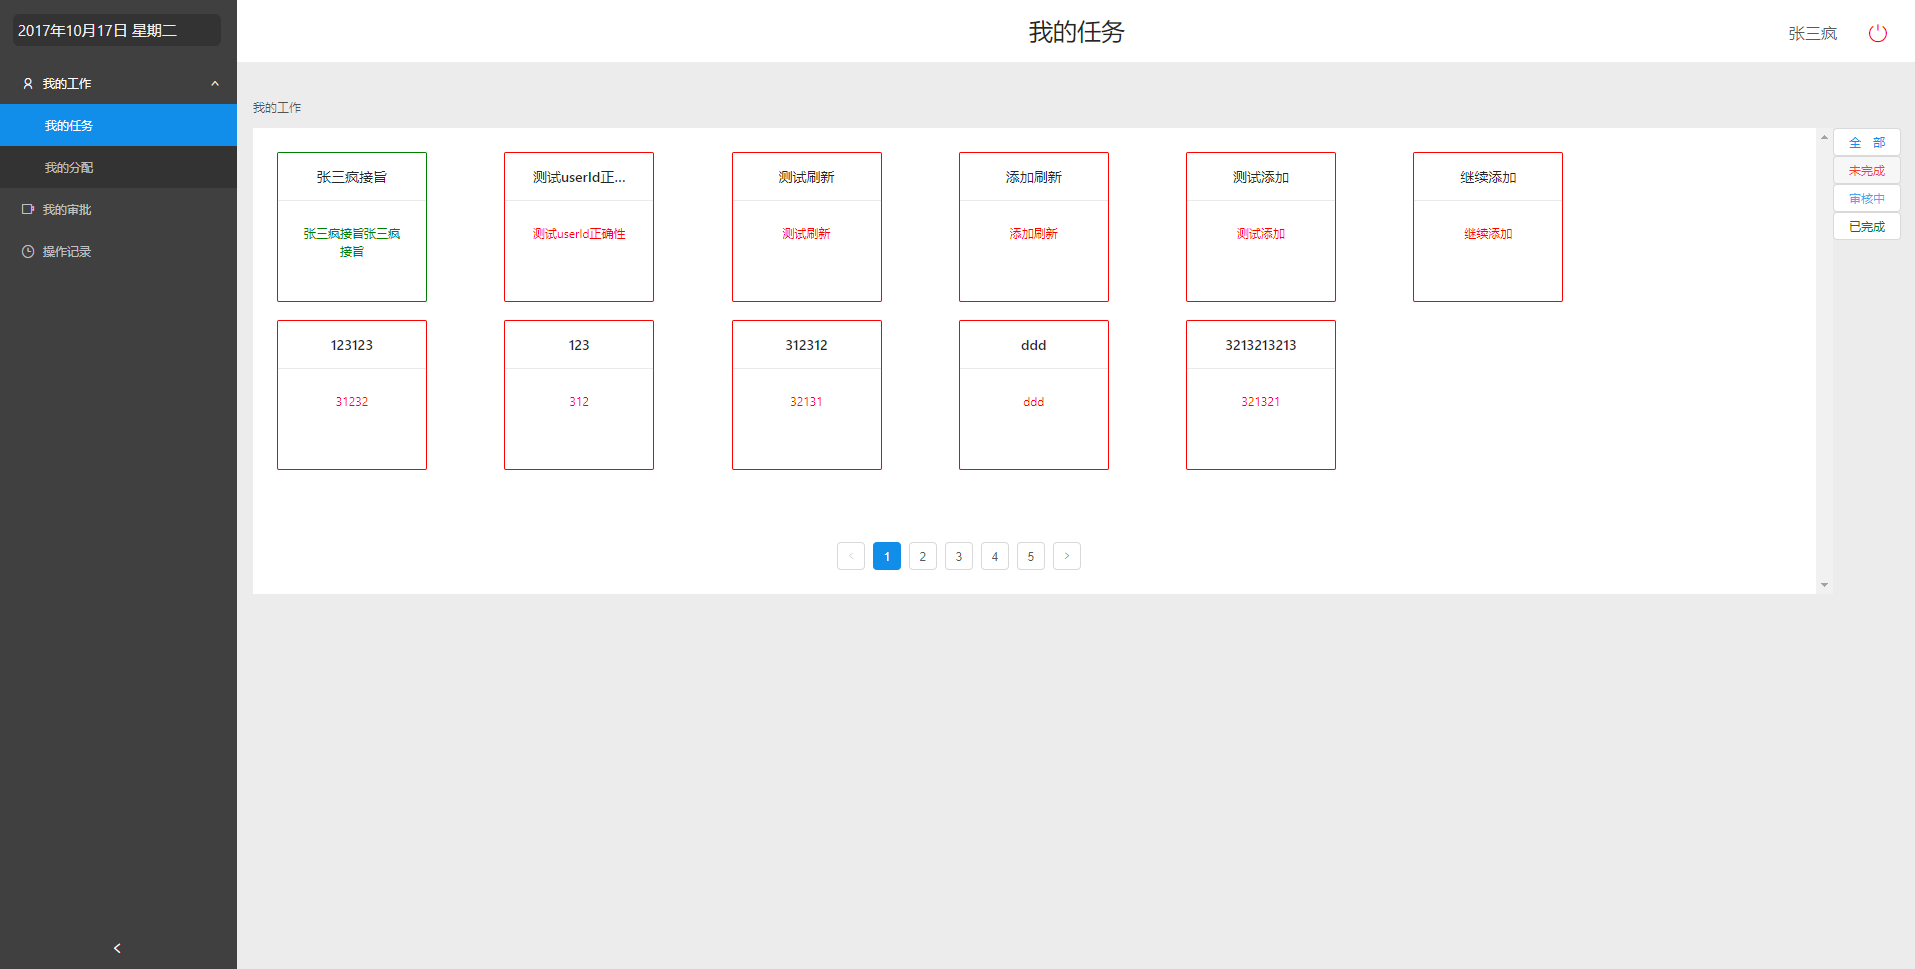 2017年10月17日 星期二
我的工作
我的任务
我的分配
我的审批
操作记录
我的任务
张三疯
我的工作
张三疯接旨
张三疯接旨张三疯
接旨
测试userId正...
测试userId正确性
测试刷新
测试刷新
添加刷新
添加刷新
测试添加
测试添加
继续添加
继续添加
123123
31232
123
312
312312
32131
ddd
ddd
3213213213
321321
全 部
未完成
审核中
已完成
1 2 3 4 5